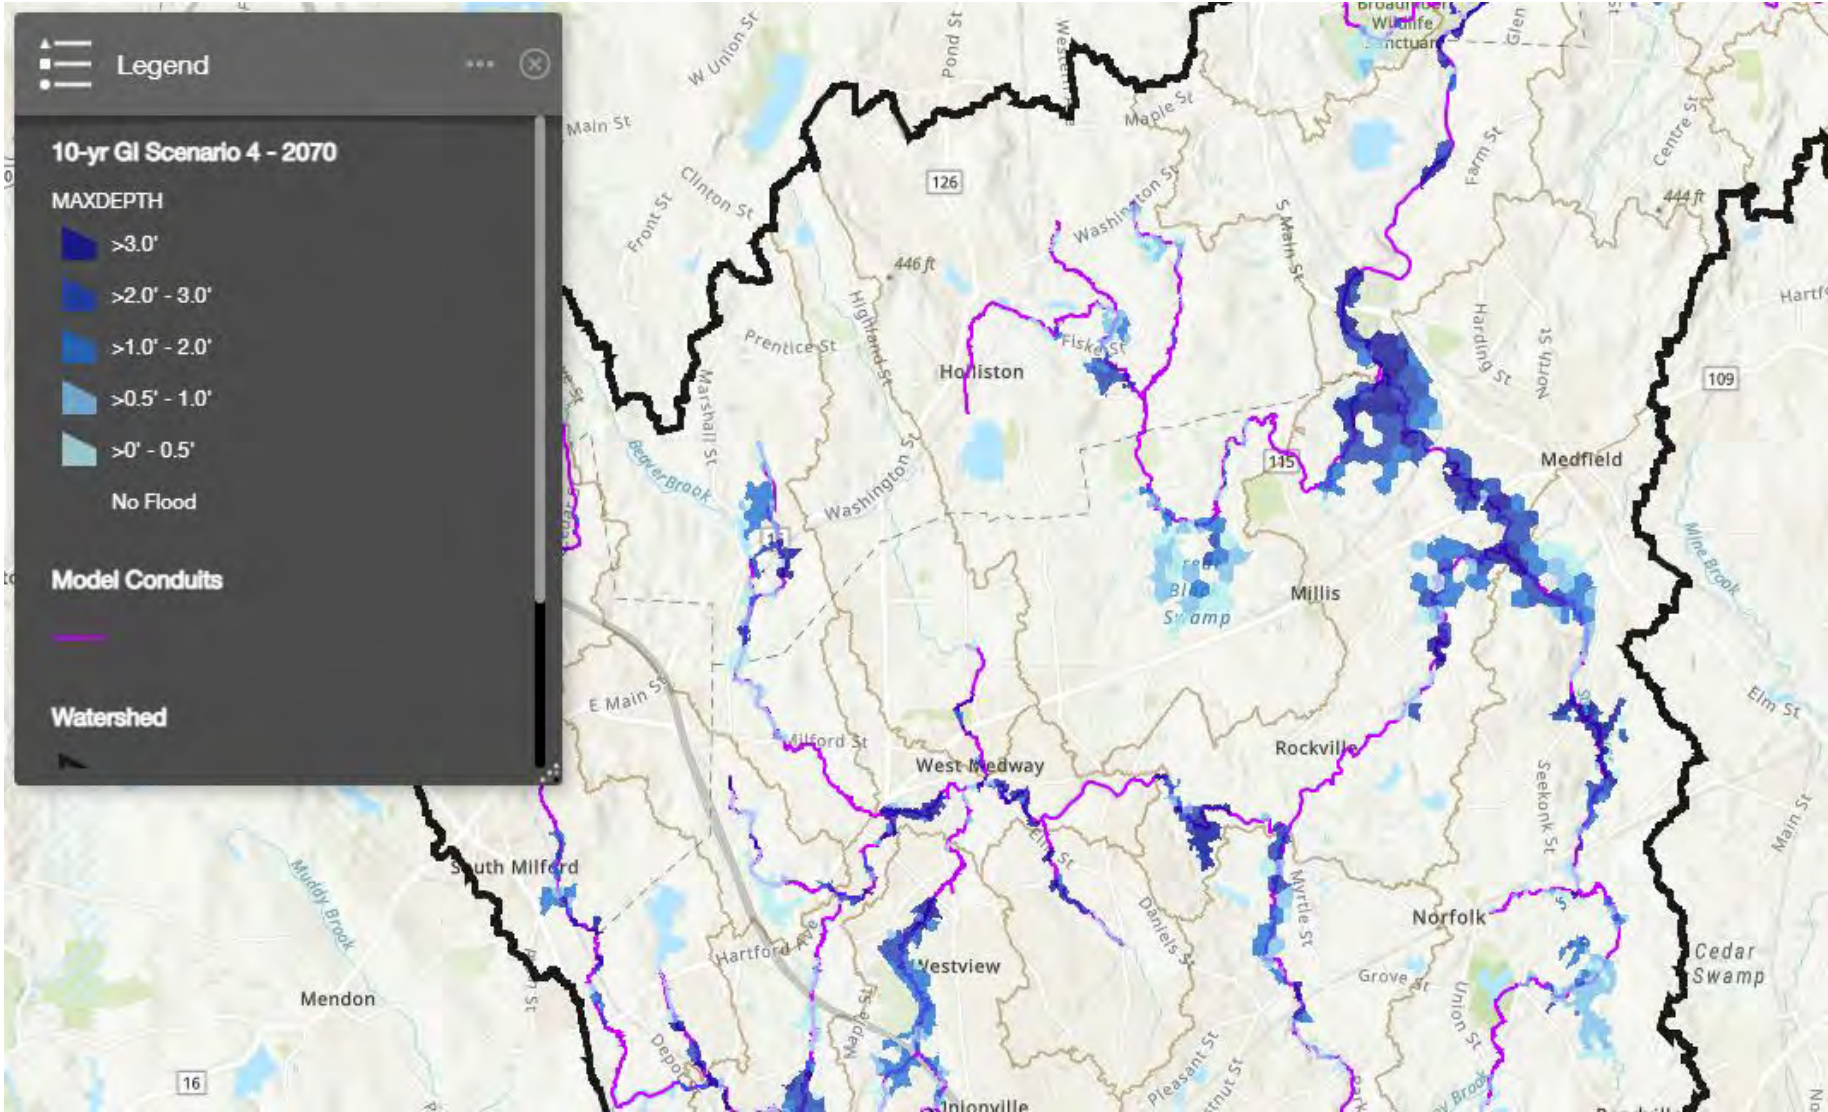 Legend
10-yr GI Scenario 4 - 2070
MAXDEPTH
>3.0'
>2.0' - 3.0'
>1.0' - 2.0'
>0.5' - 1.0'
>0' - 0.5'
No Flood
Model Conduits
Watershed
W Union St
Pond St
Wildlife
Glen
Main St
Maple St
Centre St
Farm St
126
Clinton St
Washington St
444 ft
Front St
S Main St
446 ft
Highland St
Prentice St
Fiske St
Harding St
North St
Holliston
109
Marshall St
Beaver Brook
Washington S
115
Medfield
Mine Brook
Millis
Swamp
E Main St
Elm St
Milford St
West Medway
Rockville
Seekonk St
Main St
South Milford
Muddy Brook
Myrtle St
Daniels St
Norfolk
Hartford Ave
Westview
Cedar
Swamp
Grove St
Union St
Mendon
Maple St
Depot
Pleasant St
16
Brook
Unionville